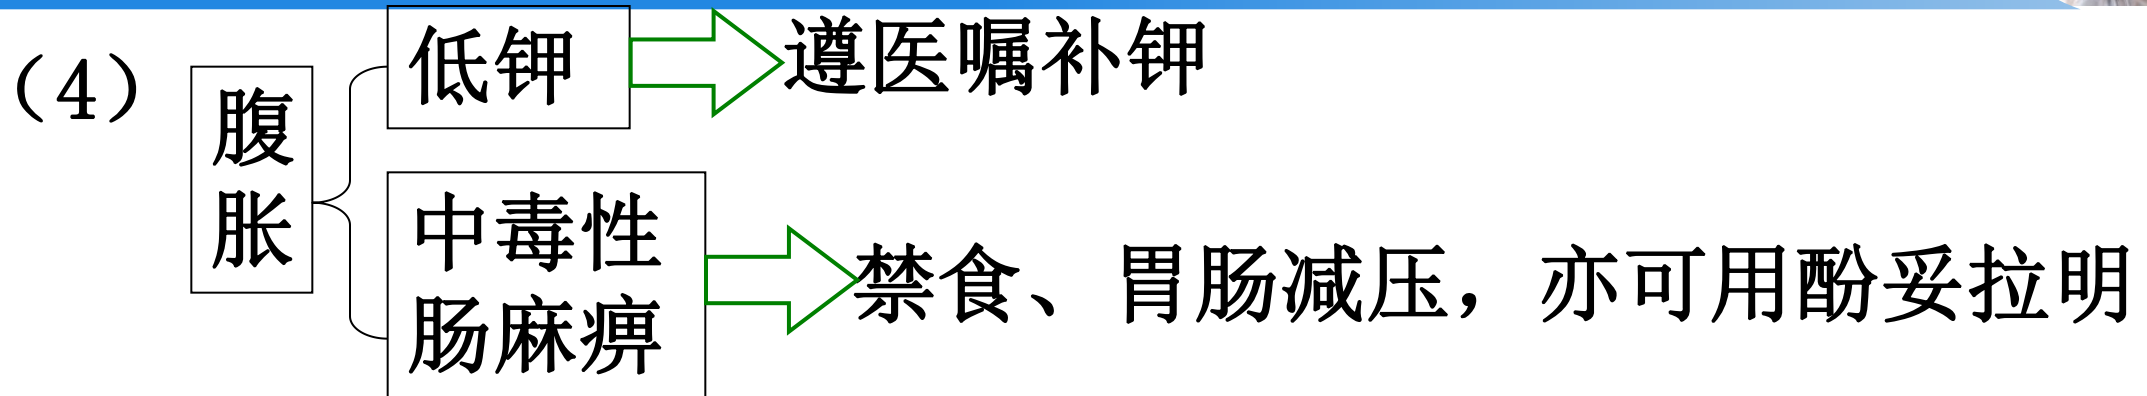 （4）
腹
胀
低钾
遵医嘱补钾
中毒性
肠麻痹
禁食、胃肠减压，亦可用酚妥拉明